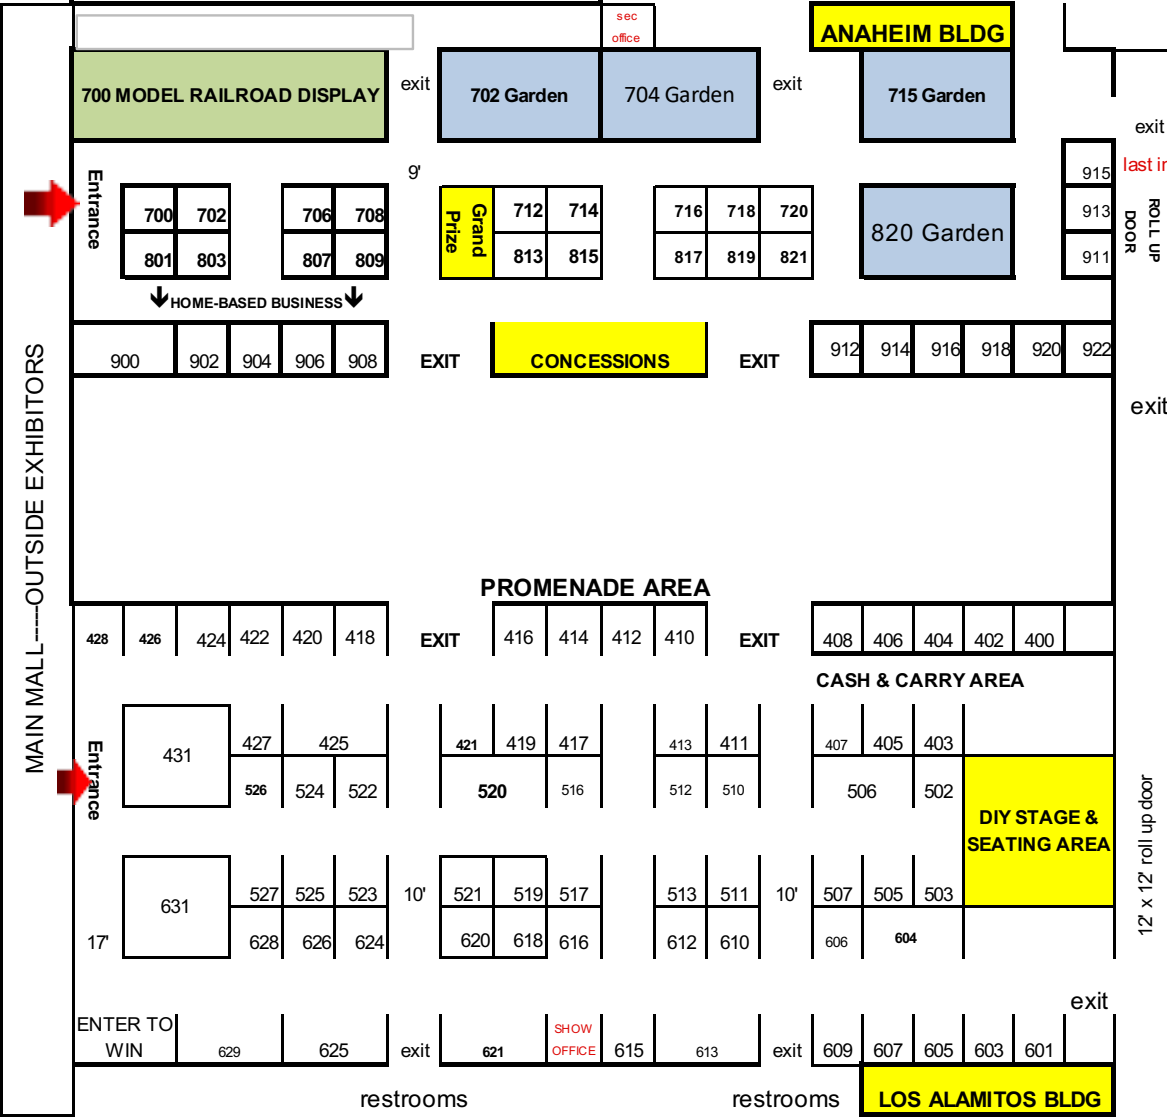 sec
office
ANAHEIM BLDG
700 MODEL RAILROAD DISPLAY
exit
702 Garden
704 Garden
exit
715 Garden
exit
Entrance
9'
915
last in
700 702
706 708
Grand
Prize
712 714
716 718 720
820 Garden
913
ROLL UP
DOOR
801 803
807 809
813 815
817 819 821
911
HOME-BASED BUSINESS
900 902 904 906 908
EXIT
CONCESSIONS
EXIT
912 914 916 918 920 922
exit
MAIN MALL----OUTSIDE EXHIBITORS
PROMENADE AREA
428 426 424 422 420 418
EXIT
416 414 412 410
EXIT
408 406 404 402 400
CASH & CARRY AREA
Entrance
431
427 425
421 419 417
413 411
407 405 403
526 524 522
520 516
512 510
506 502
DIY STAGE &
SEATING AREA
12' x 12' roll up door
631
527 525 523
10'
521 519 517
513 511
10'
507 505 503
17'
628 626 624
620 618 616
612 610
606 604
exit
ENTER TO
WIN
629 625
exit
621
SHOW
OFFICE
615 613
exit
609 607 605 603 601
restrooms
restrooms
LOS ALAMITOS BLDG